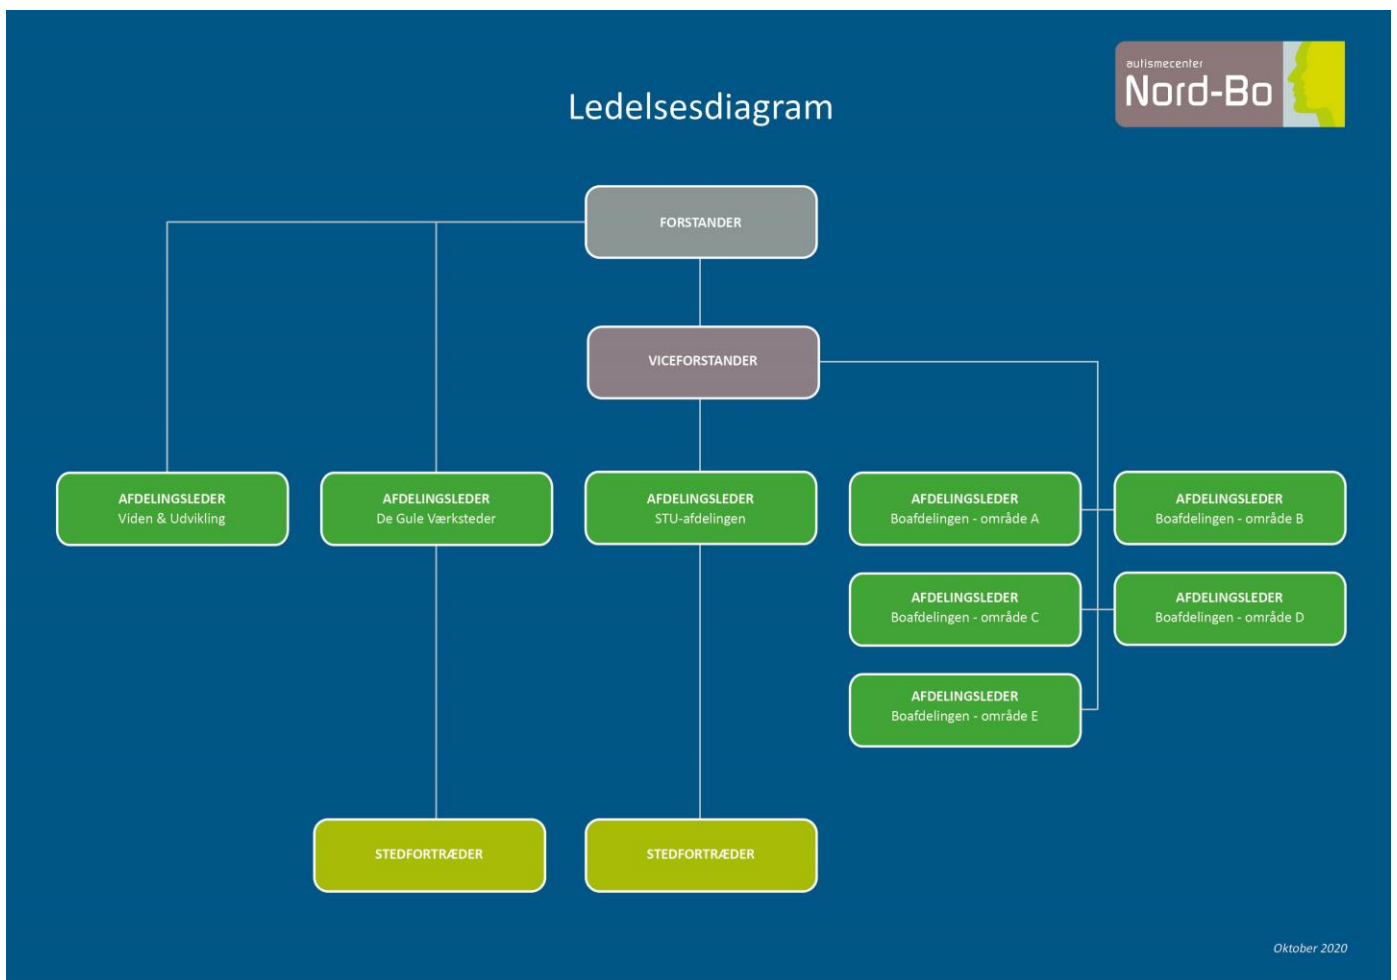 autismecenter
Nord-Bo
Ledelsesdiagram
FORSTANDER
VICEFORSTANDER
AFDELINGSLEDER
Viden & Udvikling
AFDELINGSLEDER
De Gule Værksteder
AFDELINGSLEDER
STU-afdelingen
AFDELINGSLEDER
Boafdelingen - område A
AFDELINGSLEDER
Boafdelingen - område B
AFDELINGSLEDER
Boafdelingen - område C
AFDELINGSLEDER
Boafdelingen - område D
AFDELINGSLEDER
Boafdelingen - område E
STEDFORTRÆDER
STEDFORTRÆDER
Oktober 2020